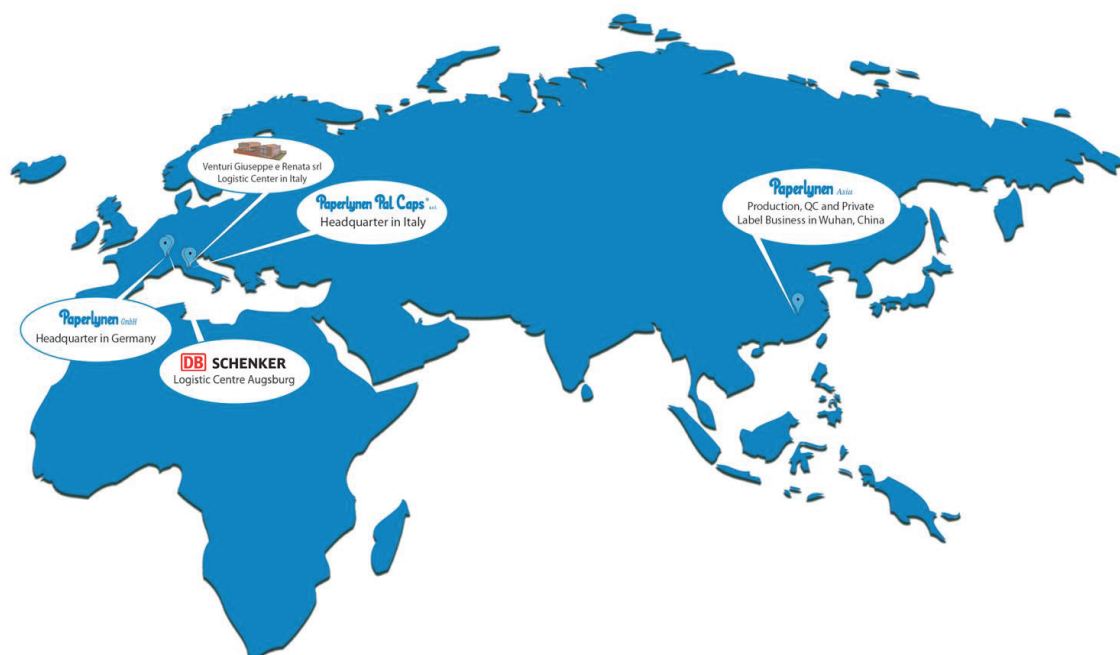 Venturi Giuseppe e Renata srl
Logistic Center in Italy
Paperlynen Pal Caps® s.r.l.
Headquarter in Italy
Paperlynen Asia
Production, QC and Private
Label Business in Wuhan, China
Paperlynen GmbH
Headquarter in Germany
DB SCHENKER
Logistic Centre Augsburg